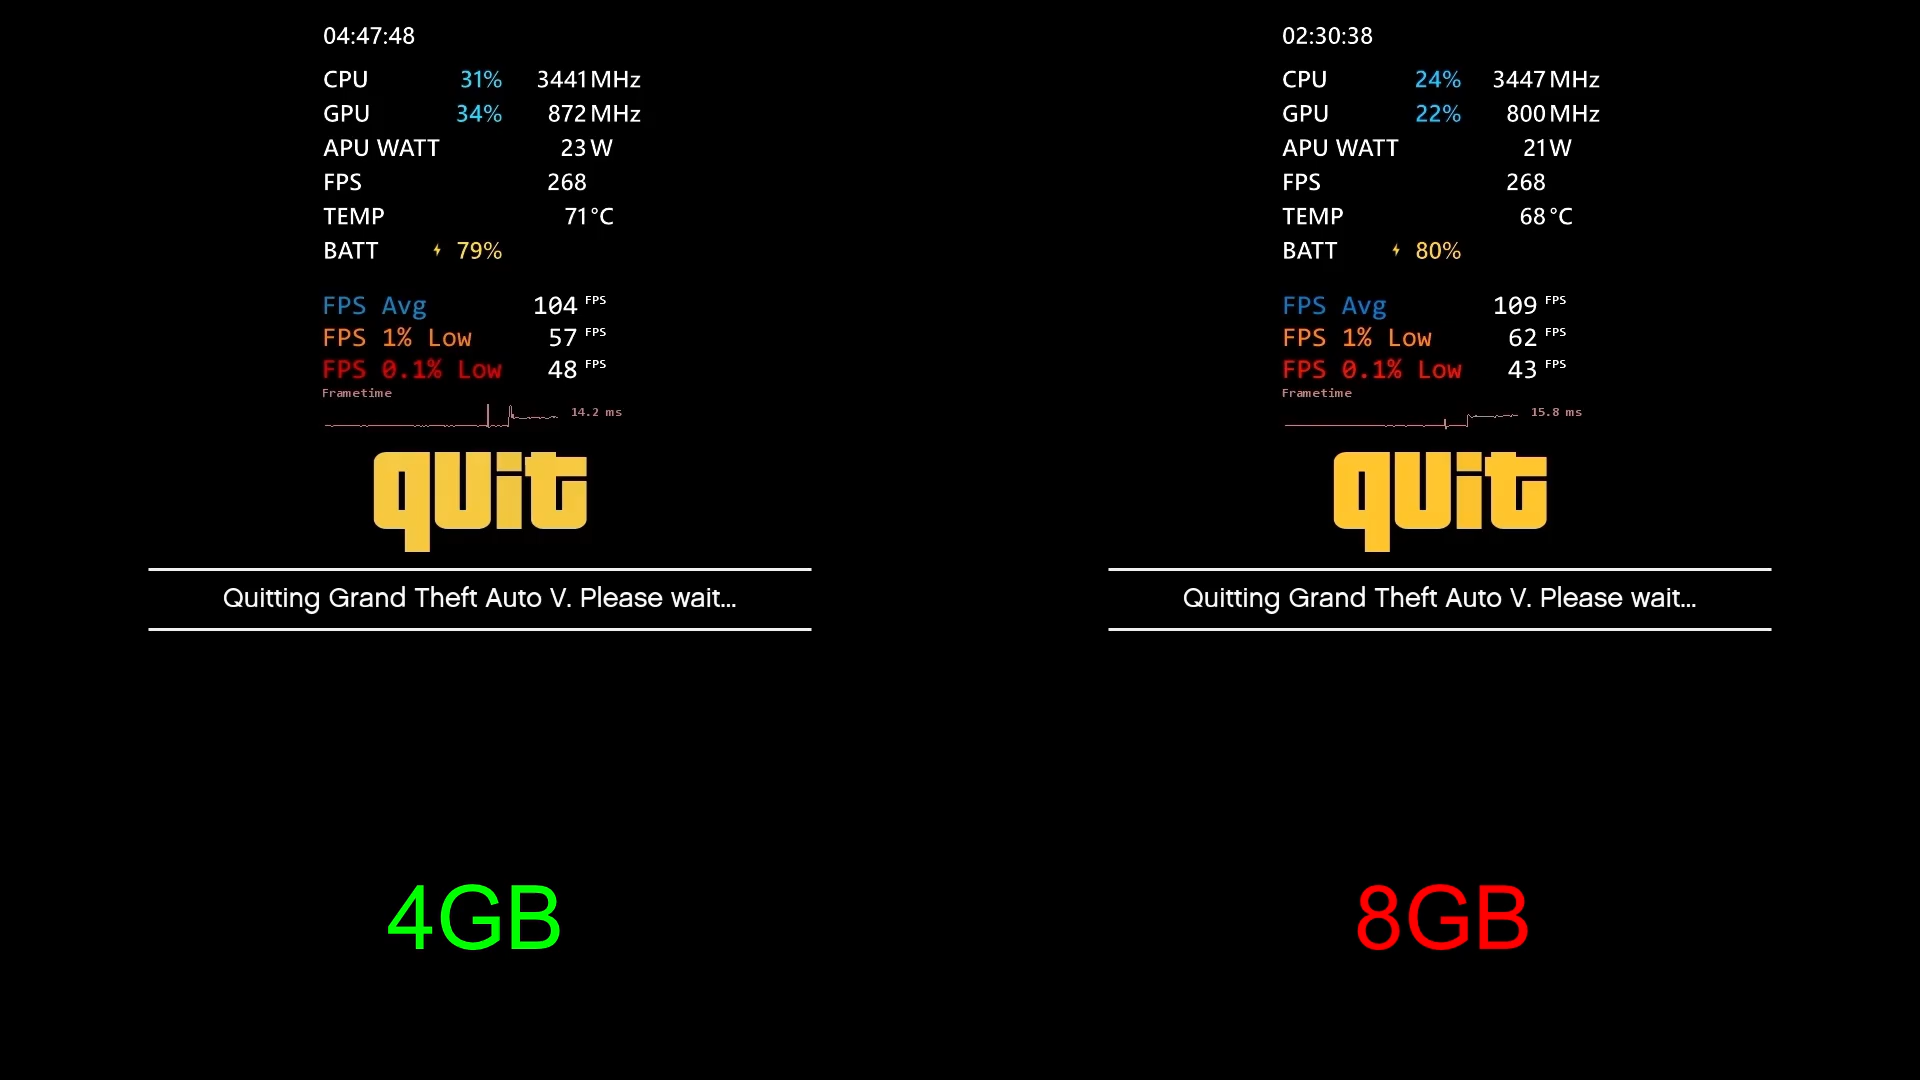 04:47:48
CPU 31% 3441 MHz
GPU 34% 872 MHz
APU WATT 23 W
FPS 268
TEMP 71 °C
BATT 79%
FPS Avg 104 FPS
FPS 1% Low 57 FPS
FPS 0.1% Low 48 FPS
Frametime
14.2 ms
quit
Quitting Grand Theft Auto V. Please wait...
4GB
02:30:38
CPU 24% 3447 MHz
GPU 22% 800 MHz
APU WATT 21 W
FPS 268
TEMP 68 °C
BATT 80%
FPS Avg 109 FPS
FPS 1% Low 62 FPS
FPS 0.1% Low 43 FPS
Frametime
15.8 ms
quit
Quitting Grand Theft Auto V. Please wait...
8GB